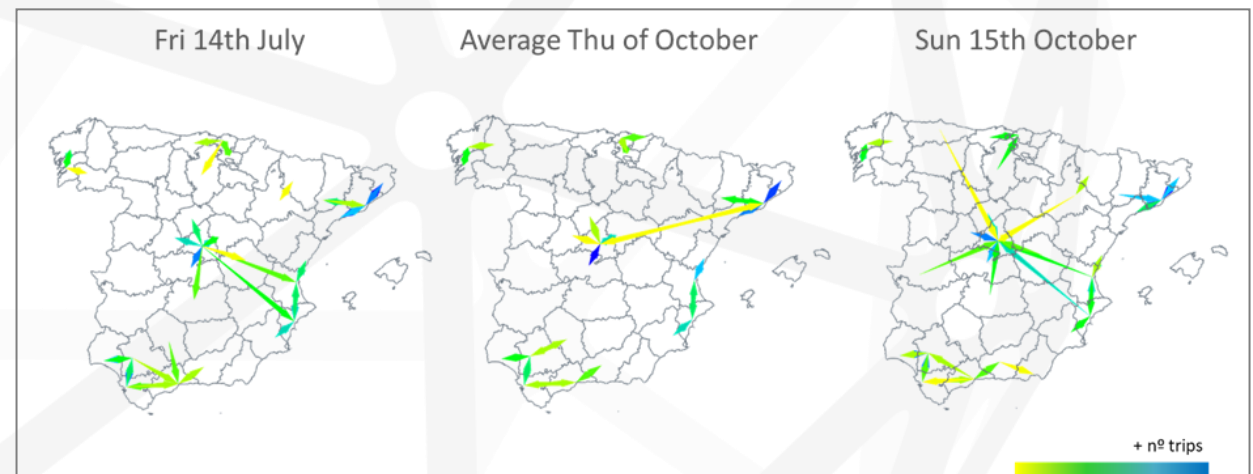 Fri 14th July
Average Thu of October
Sun 15th October
+ nº trips